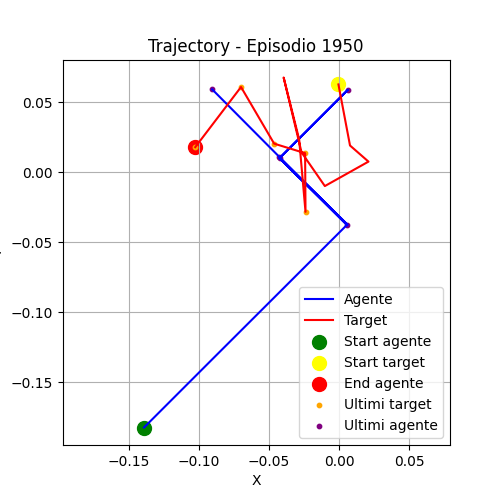 Trajectory - Episodio 1950
0.05
0.00
−0.05
−0.10
−0.15
−0.15
−0.10
−0.05
0.00
0.05
X
Agente
Target
Start agente
Start target
End agente
Ultimi target
Ultimi agente